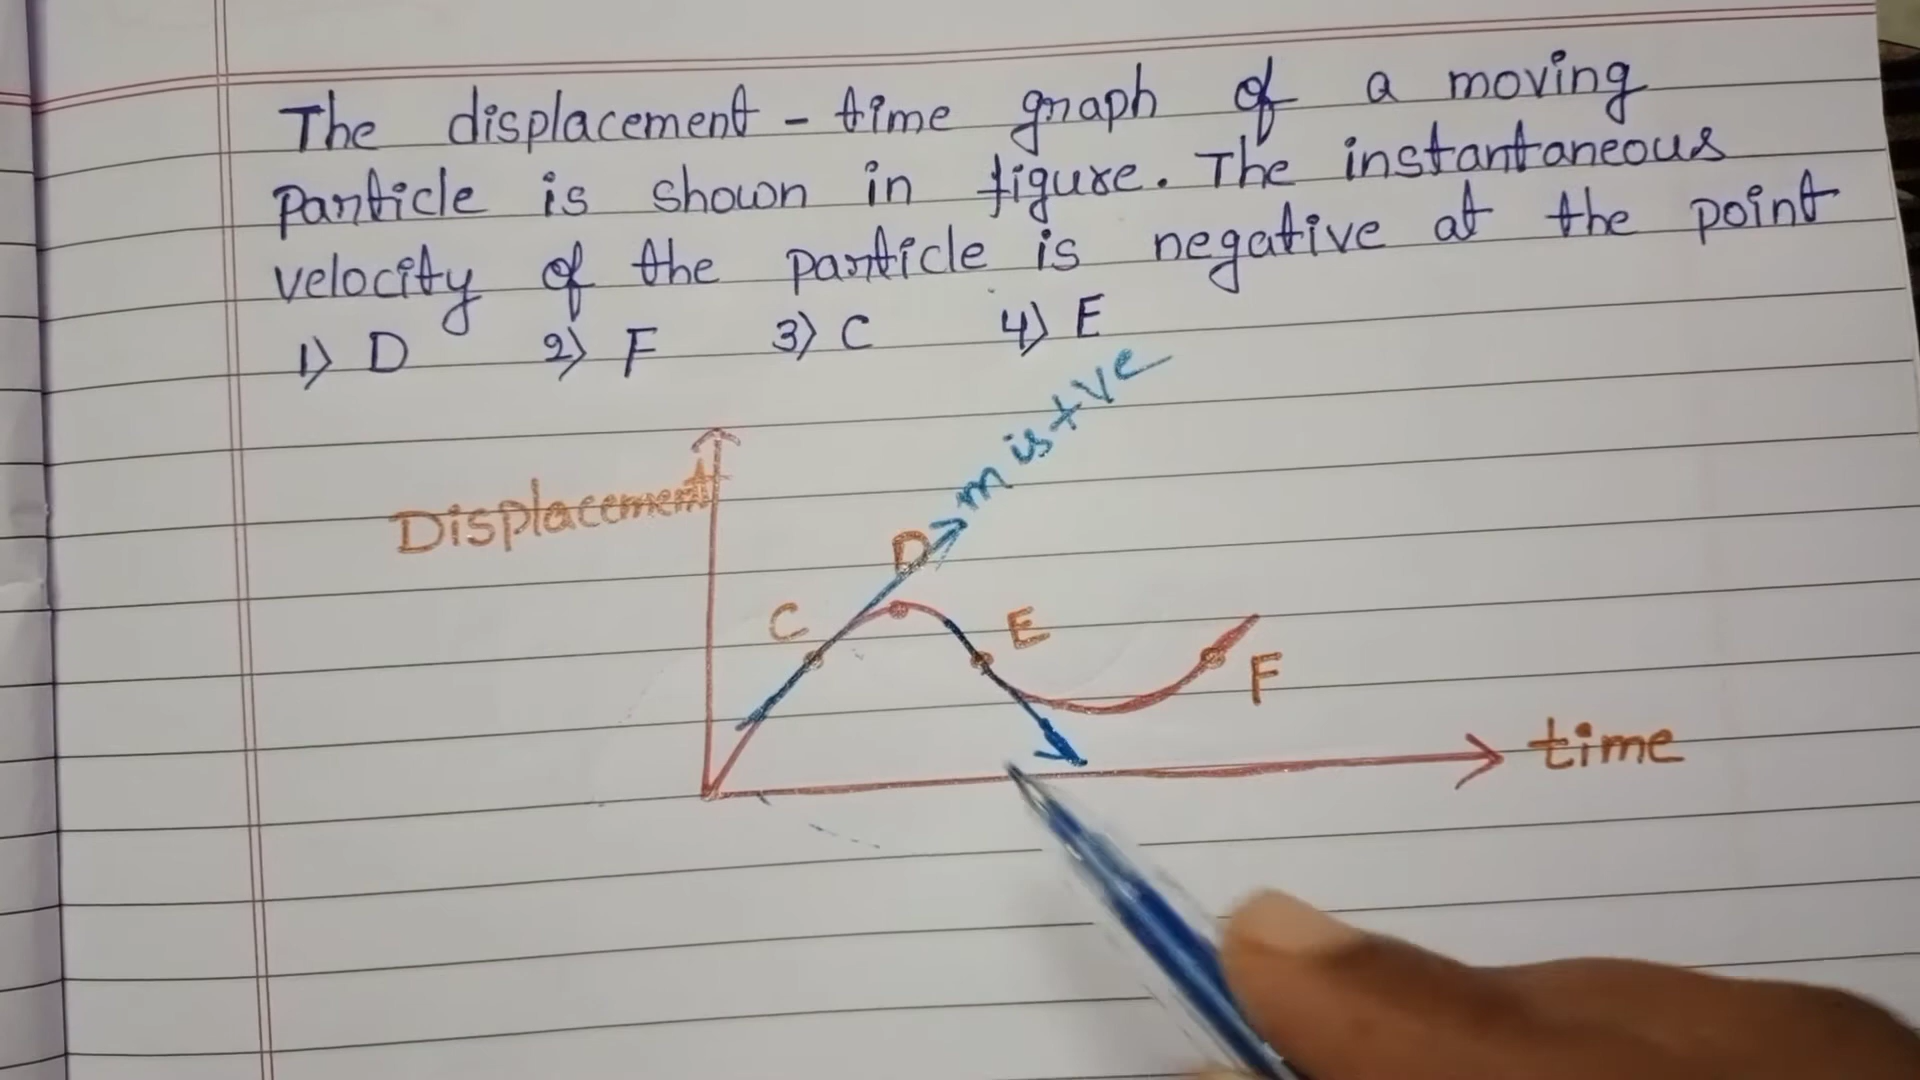 The displacement - time graph of a moving
particle is shown in figure. The instantaneous
velocity of the particle is negative at the point
1) D 2) F 3) C 4) E
m is +ve
Displacement
D
C
E
F
time